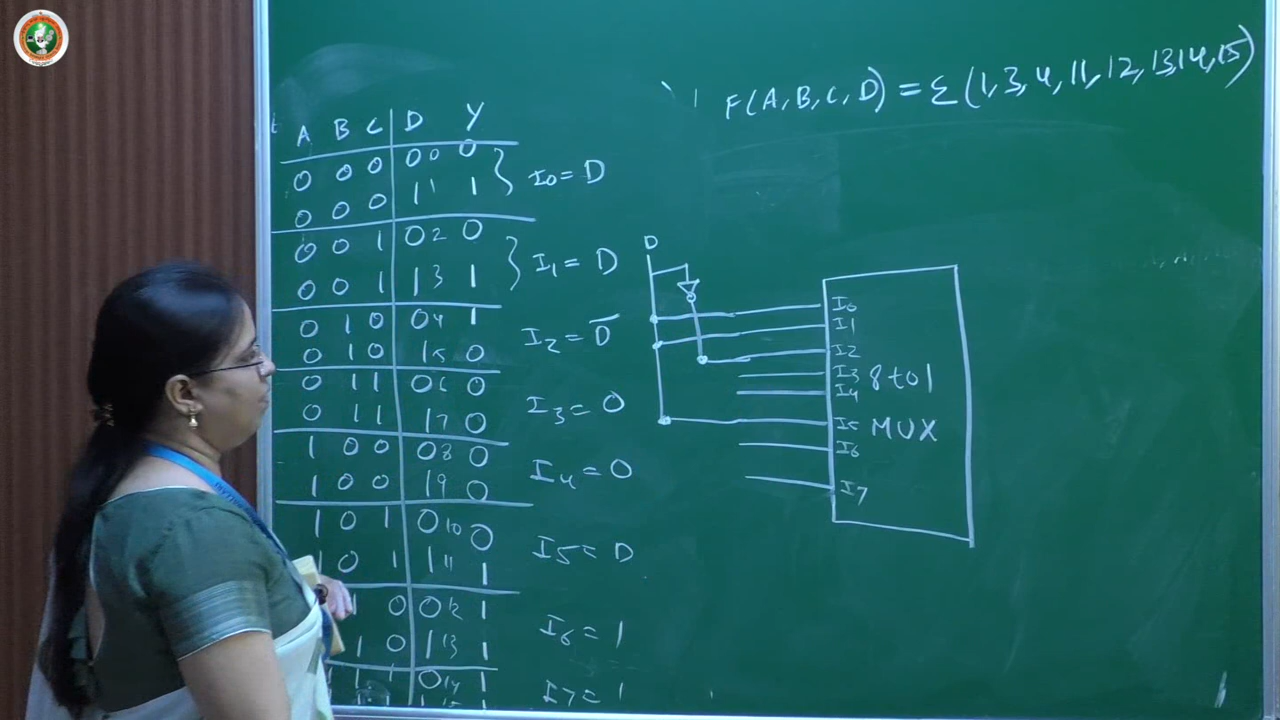 F(A, B, C, D) = Σ (1, 3, 4, 11, 12, 13, 14, 15)
A B C D Y
0 0 0 0 0 0
0 0 0 1 1 1
I0 = D
0 0 1 0 2 0
0 0 1 1 3 1
I1 = D
0 1 0 0 4 1
0 1 0 1 5 0
I2 = D̅
0 1 1 0 6 0
0 1 1 1 7 0
I3 = 0
1 0 0 0 8 0
1 0 0 1 9 0
I4 = 0
1 0 1 0 10 0
1 0 1 1 11 1
I5 = D
1 0 0 12 1
1 0 1 13 1
I6 = 1
1 1 0 14 1
I7 = 1
D
I0
I1
I2
I3
I4
I5
I6
I7
8 to 1
MUX